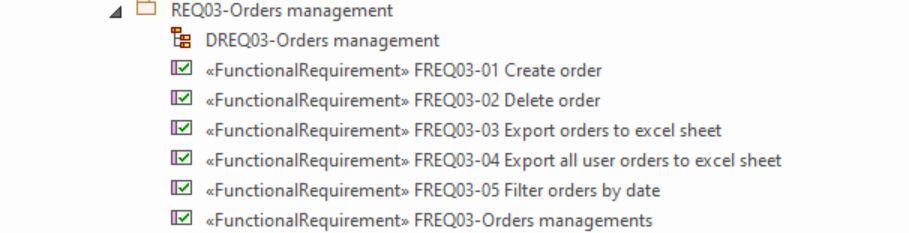 REQ03-Orders management
DREQ03-Orders management
«FunctionalRequirement» FREQ03-01 Create order
«FunctionalRequirement» FREQ03-02 Delete order
«FunctionalRequirement» FREQ03-03 Export orders to excel sheet
«FunctionalRequirement» FREQ03-04 Export all user orders to excel sheet
«FunctionalRequirement» FREQ03-05 Filter orders by date
«FunctionalRequirement» FREQ03-Orders managements